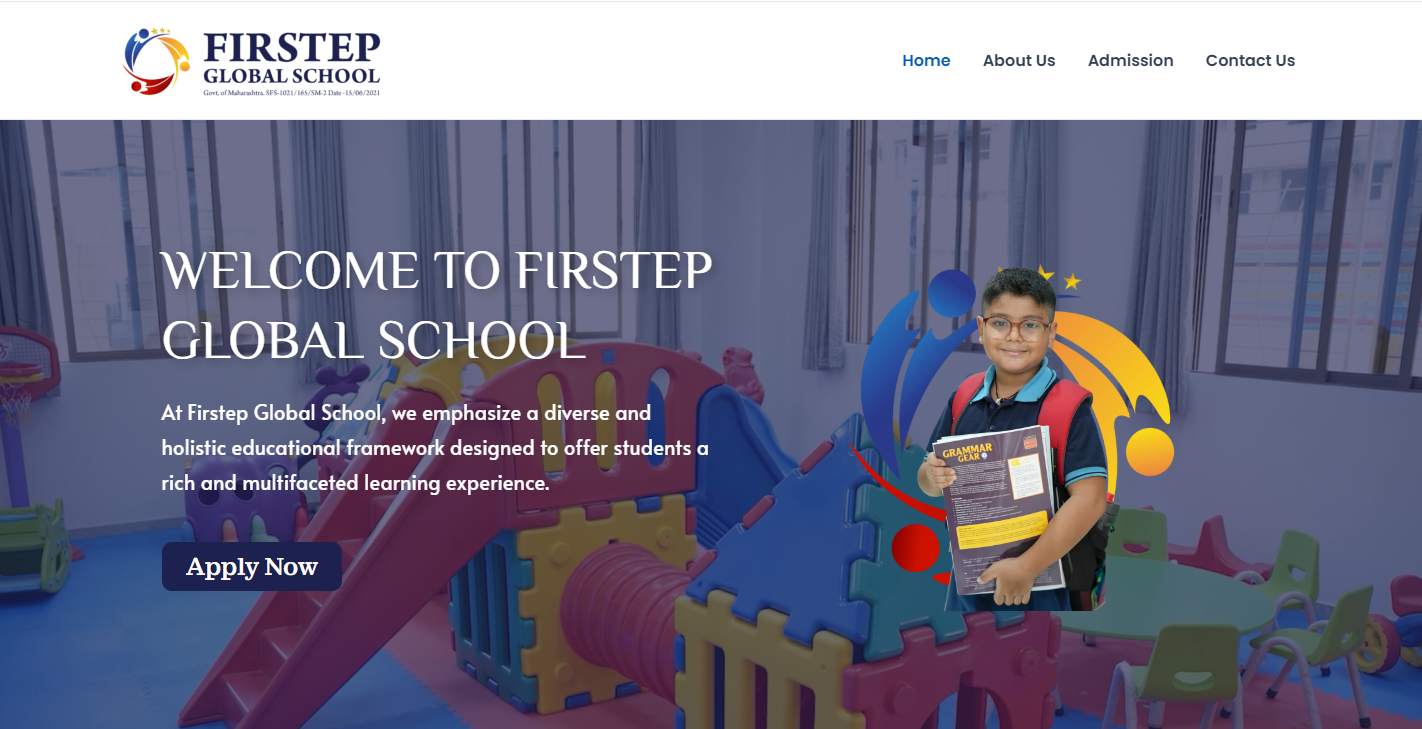 FIRSTEP
GLOBAL SCHOOL
Govt. of Maharashtra. SFS-1021/165/SM-2 Date -15/06/2021
Home About Us Admission Contact Us
WELCOME TO FIRSTEP
GLOBAL SCHOOL
At Firstep Global School, we emphasize a diverse and
holistic educational framework designed to offer students a
rich and multifaceted learning experience.
Apply Now
GRAMMAR
GEAR